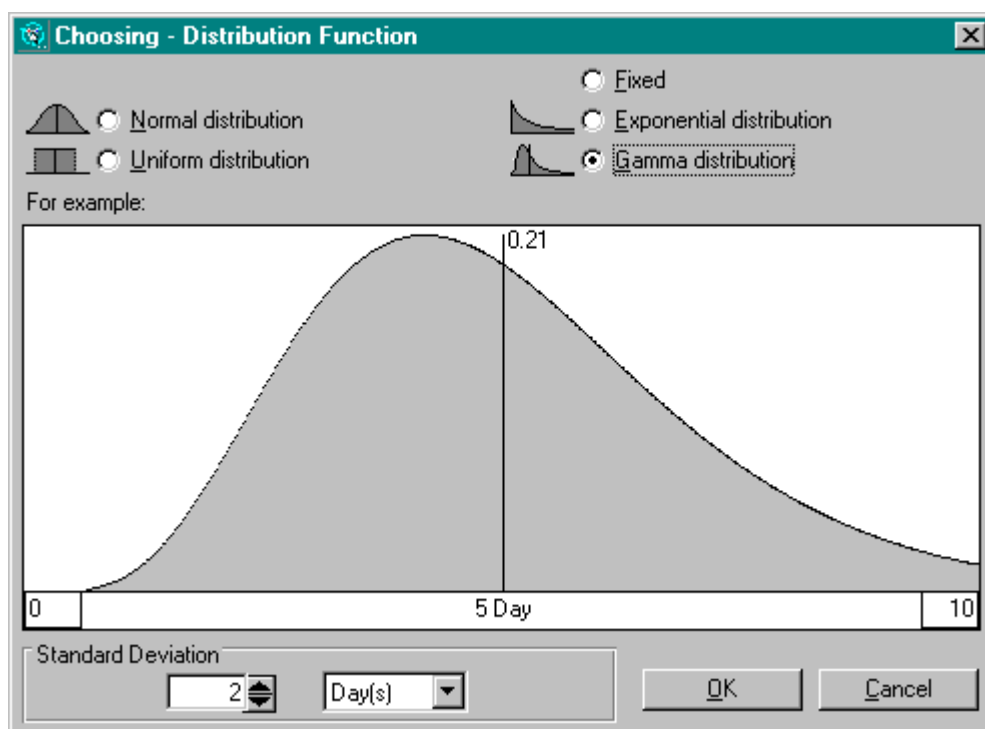 Choosing - Distribution Function
Fixed
Normal distribution
Exponential distribution
Uniform distribution
Gamma distribution
For example:
0.21
0
5 Day
10
Standard Deviation
2
Day(s)
OK
Cancel